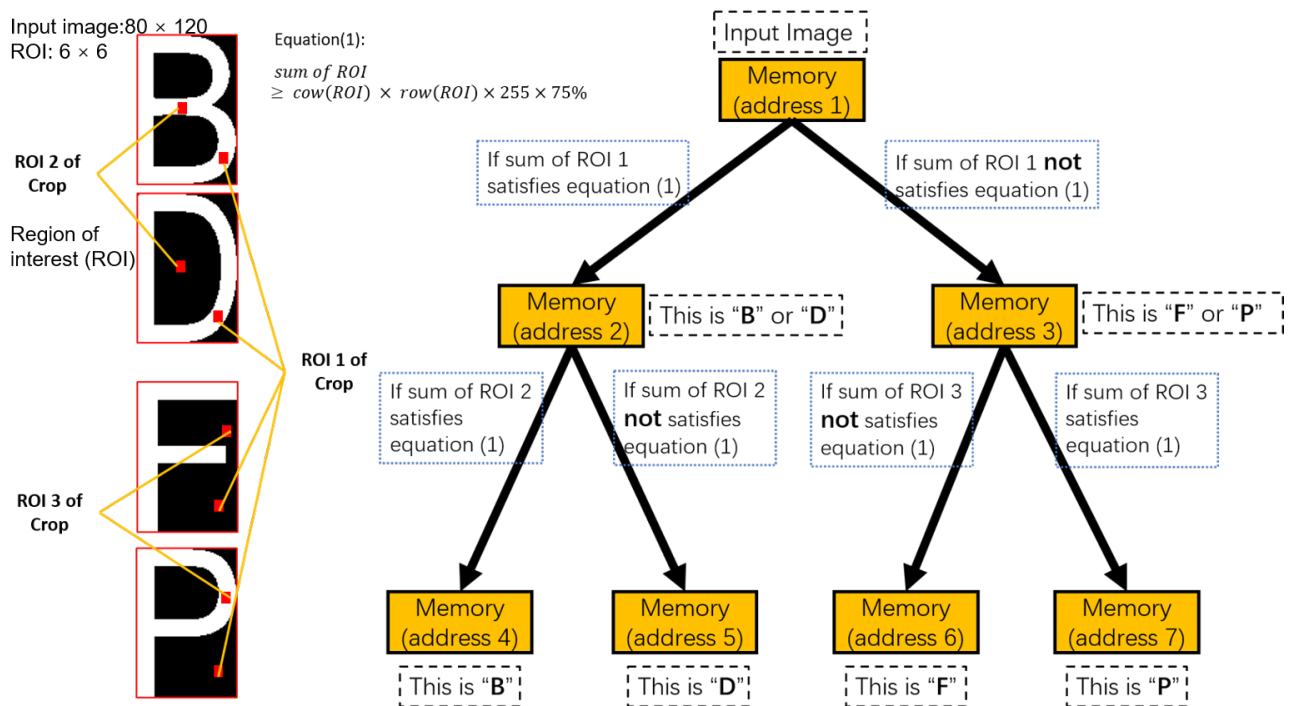 Input image:80 × 120
ROI: 6 × 6
Equation(1):
sum of ROI
≥ cow(ROI) × row(ROI) × 255 × 75%
ROI 2 of
Crop
Region of
interest (ROI)
ROI 1 of
Crop
ROI 3 of
Crop
Input Image
Memory
(address 1)
If sum of ROI 1
satisfies equation (1)
If sum of ROI 1 not
satisfies equation (1)
Memory
(address 2)
This is “B” or “D”
Memory
(address 3)
This is “F” or “P”
If sum of ROI 2
satisfies
equation (1)
If sum of ROI 2
not satisfies
equation (1)
If sum of ROI 3
not satisfies
equation (1)
If sum of ROI 3
satisfies
equation (1)
Memory
(address 4)
Memory
(address 5)
Memory
(address 6)
Memory
(address 7)
This is “B”
This is “D”
This is “F”
This is “P”
B
D
F
P